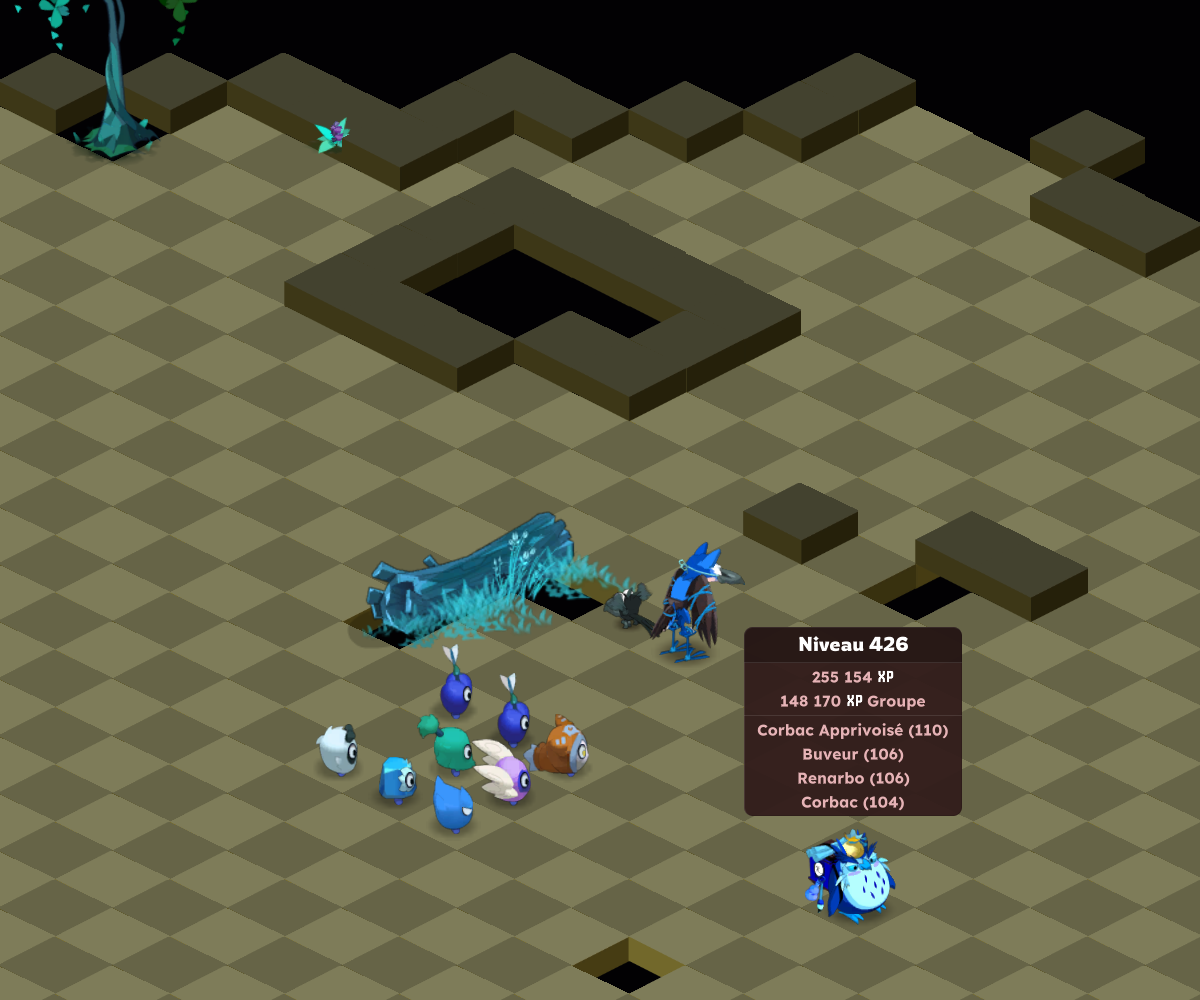 Niveau 426
255 154 XP
148 170 XP Groupe
Corbac Apprivoisé (110)
Buveur (106)
Renarbo (106)
Corbac (104)